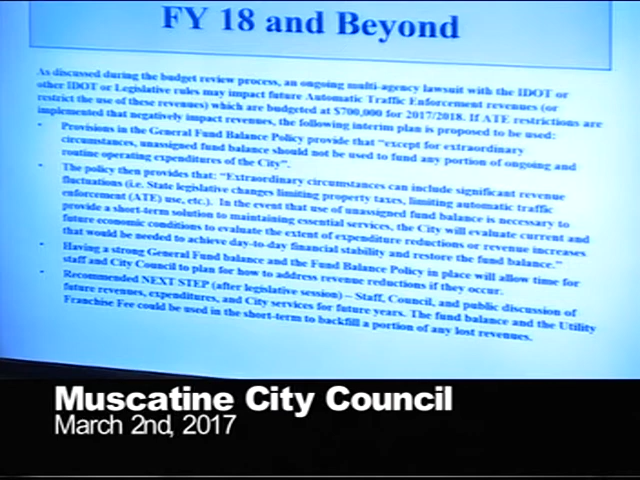 FY 18 and Beyond
As discussed during the budget review process, an ongoing multi-agency lawsuit with the IDOT or
other IDOT or Legislative rules may impact future Automatic Traffic Enforcement revenues (or
restrict the use of these revenues) which are budgeted at $700,000 for 2017/2018. If ATE restrictions are
implemented that negatively impact revenues, the following interim plan is proposed to be used:
• Provisions in the General Fund Balance Policy provide that "except for extraordinary
circumstances, unassigned fund balance should not be used to fund any portion of ongoing and
routine operating expenditures of the City".
• The policy then provides that: "Extraordinary circumstances can include significant revenue
fluctuations (i.e. State legislative changes limiting property taxes, limiting automatic traffic
enforcement (ATE) use, etc.). In the event that use of unassigned fund balance is necessary to
provide a short-term solution to maintaining essential services, the City will evaluate current and
future economic conditions to evaluate the extent of expenditure reductions or revenue increases
that would be needed to achieve day-to-day financial stability and restore the fund balance."
• Having a strong General Fund balance and the Fund Balance Policy in place will allow time for
staff and City Council to plan for how to address revenue reductions if they occur.
• Recommended NEXT STEP (after legislative session) – Staff, Council, and public discussion of
future revenues, expenditures, and City services for future years. The fund balance and the Utility
Franchise Fee could be used in the short-term to backfill a portion of any lost revenues.
Muscatine City Council
March 2nd, 2017